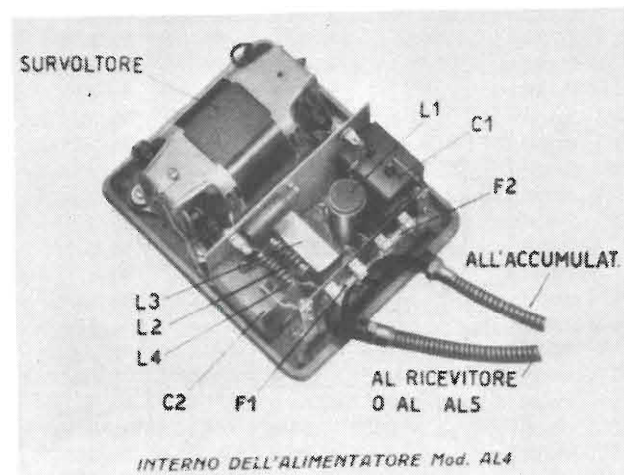 SURVOLTORE
L1
C1
F2
ALL'ACCUMULAT.
L3
L2
L4
C2
F1
AL RICEVITORE
O AL AL5
INTERNO DELL'ALIMENTATORE Mod. AL4